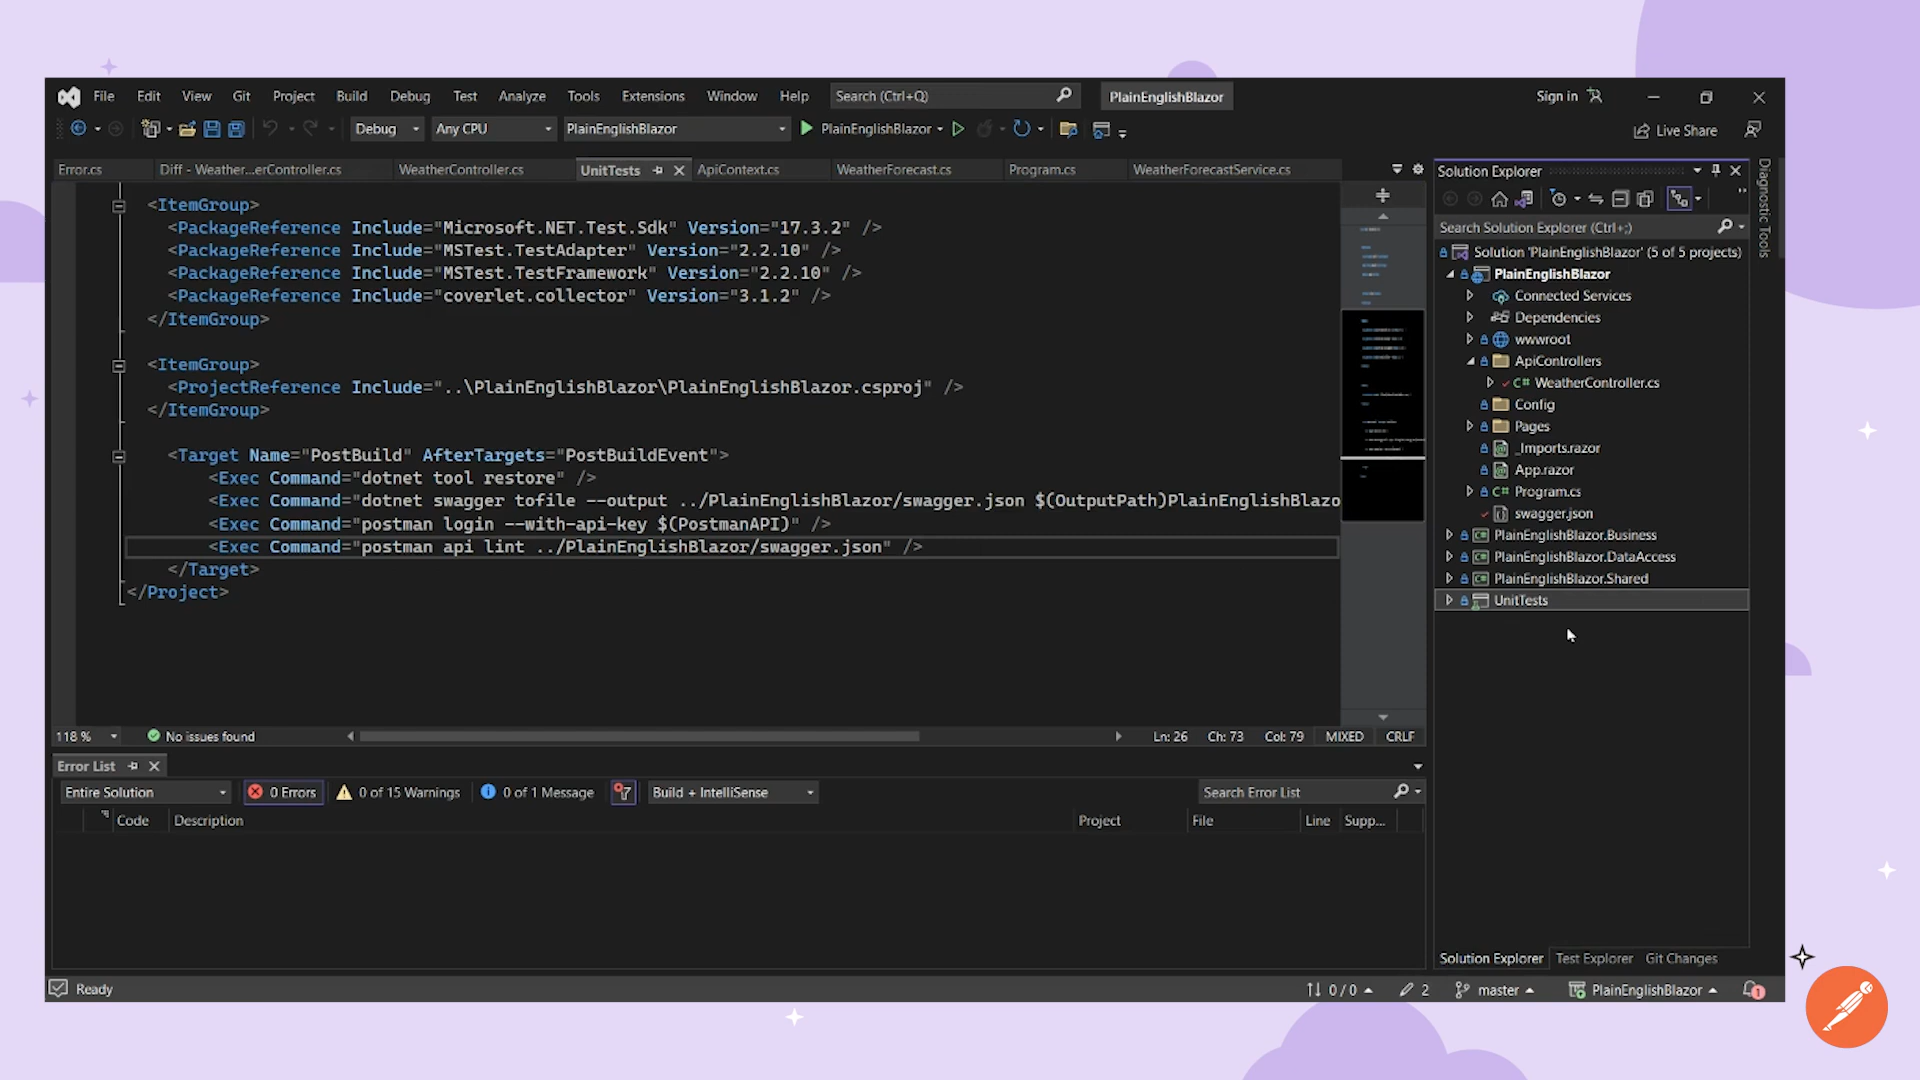 File Edit View Git Project Build Debug Test Analyze Tools Extensions Window Help Search (Ctrl+Q) PlainEnglishBlazor Sign in
Debug Any CPU PlainEnglishBlazor PlainEnglishBlazor Live Share
Error.cs Diff - Weather...erController.cs WeatherController.cs UnitTests ApiContext.cs WeatherForecast.cs Program.cs WeatherForecastService.cs
<ItemGroup>
<PackageReference Include="Microsoft.NET.Test.Sdk" Version="17.3.2" />
<PackageReference Include="MSTest.TestAdapter" Version="2.2.10" />
<PackageReference Include="MSTest.TestFramework" Version="2.2.10" />
<PackageReference Include="coverlet.collector" Version="3.1.2" />
</ItemGroup>
<ItemGroup>
<ProjectReference Include="..\PlainEnglishBlazor\PlainEnglishBlazor.csproj" />
</ItemGroup>
<Target Name="PostBuild" AfterTargets="PostBuildEvent">
<Exec Command="dotnet tool restore" />
<Exec Command="dotnet swagger tofile --output ../PlainEnglishBlazor/swagger.json $(OutputPath)PlainEnglishBlazo
<Exec Command="postman login --with-api-key $(PostmanAPI)" />
<Exec Command="postman api lint ../PlainEnglishBlazor/swagger.json" />
</Target>
</Project>
118 % No issues found Ln: 26 Ch: 73 Col: 79 MIXED CRLF
Error List
Entire Solution 0 Errors 0 of 15 Warnings 0 of 1 Message Build + IntelliSense Search Error List
Code Description Project File Line Supp...
Solution Explorer
Search Solution Explorer (Ctrl+;)
Solution 'PlainEnglishBlazor' (5 of 5 projects)
PlainEnglishBlazor
Connected Services
Dependencies
wwwroot
ApiControllers
C# WeatherController.cs
Config
Pages
_Imports.razor
App.razor
C# Program.cs
swagger.json
PlainEnglishBlazor.Business
PlainEnglishBlazor.DataAccess
PlainEnglishBlazor.Shared
UnitTests
Solution Explorer Test Explorer Git Changes
Diagnostic Tools
Ready 0 / 0 2 master PlainEnglishBlazor 1